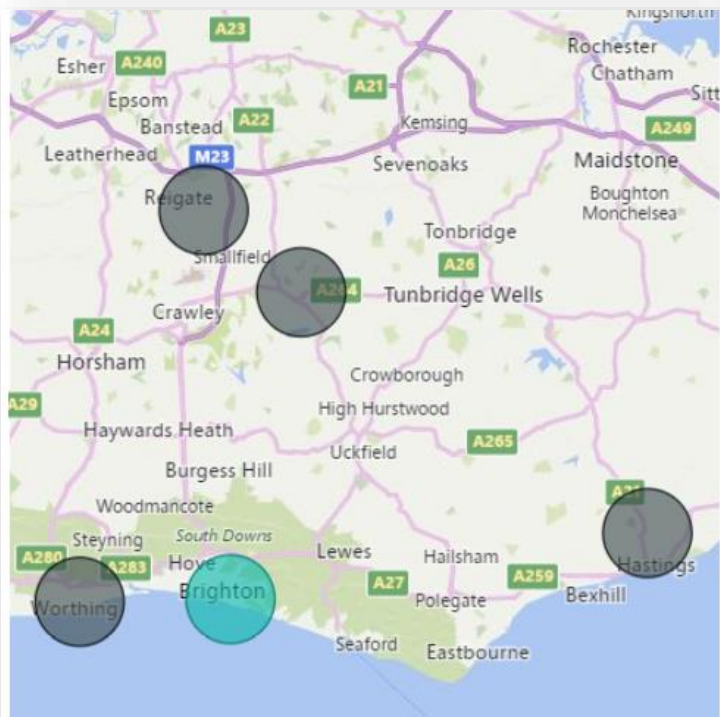 Kingsnorth
A23
Rochester
Esher
A240
Chatham
A21
Sitt
Epsom
Banstead
A22
Kemsing
A249
Leatherhead
M23
Sevenoaks
Maidstone
Reigate
Boughton
Monchelsea
Tonbridge
Smallfield
A26
A264
Tunbridge Wells
Crawley
A24
Horsham
Crowborough
A29
High Hurstwood
Haywards Heath
A265
Uckfield
Burgess Hill
A21
Woodmancote
South Downs
Steyning
Lewes
Hailsham
A280
A283
Hove
Hastings
A259
A27
Brighton
Bexhill
Polegate
Worthing
Seaford
Eastbourne